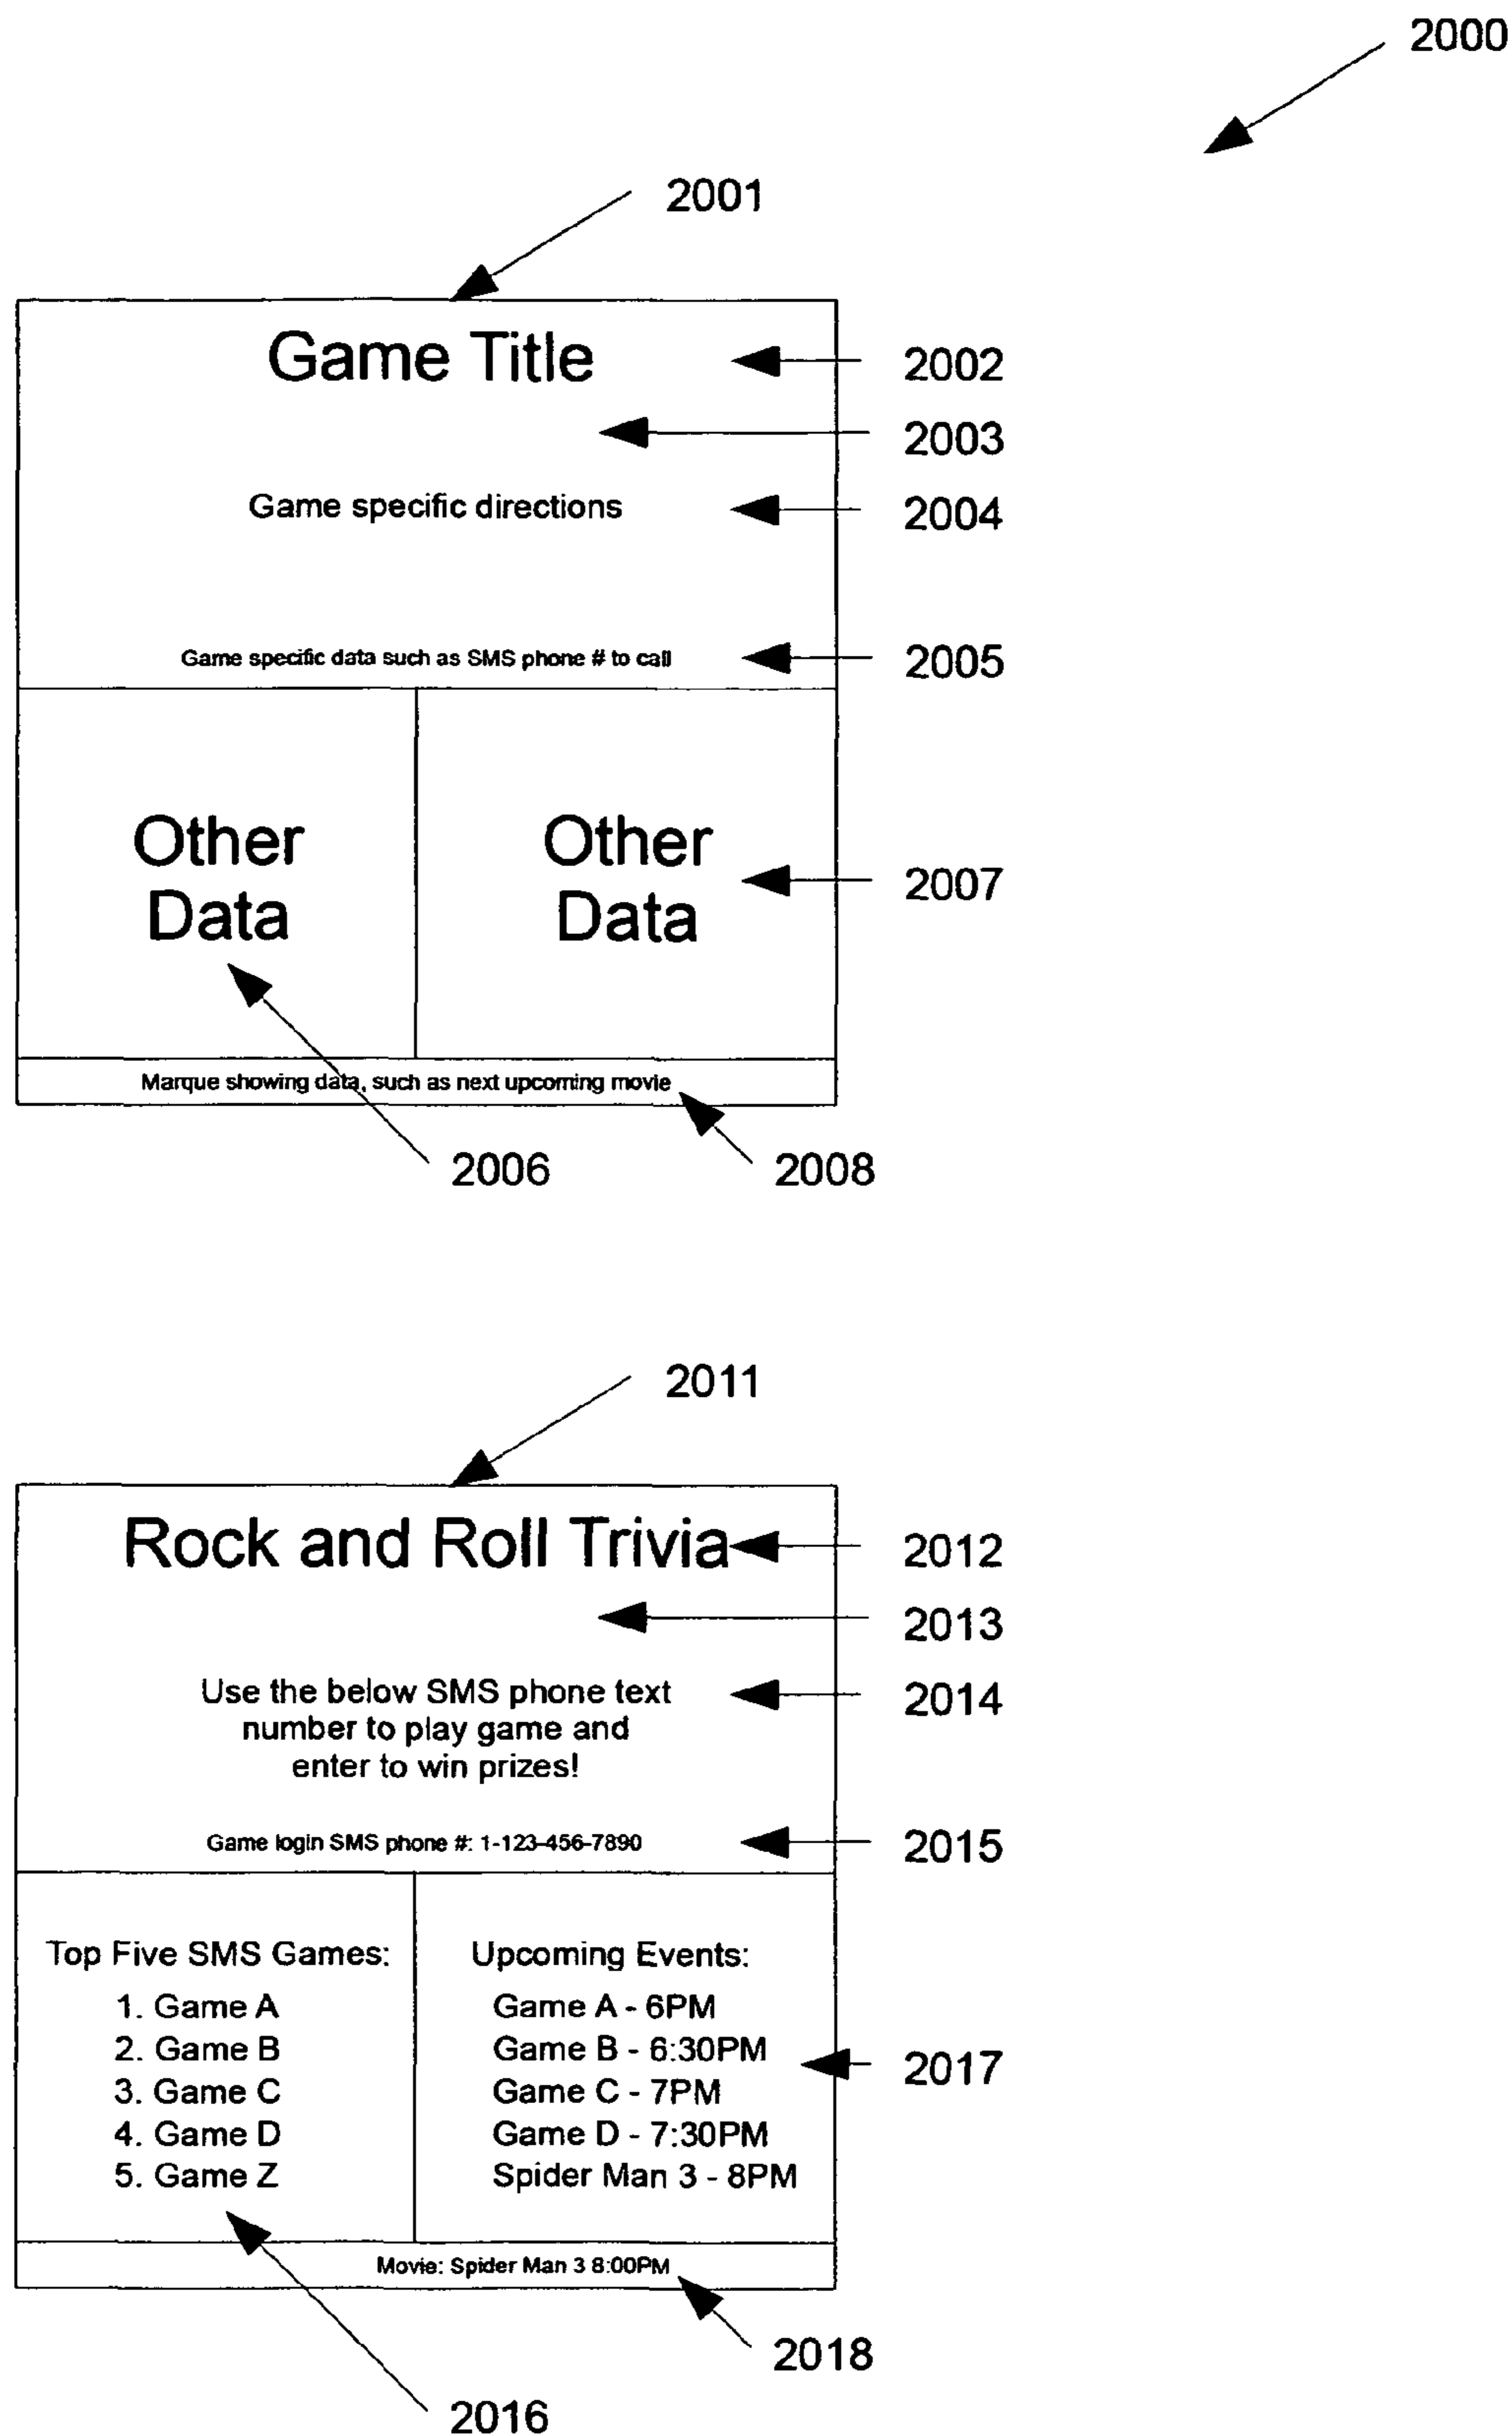 2000
2001
Game Title
2002
2003
Game specific directions
2004
Game specific data such as SMS phone # to call
2005
Other
Data
Other
Data
2007
Marque showing data, such as next upcoming movie
2006
2008
2011
Rock and Roll Trivia
2012
2013
Use the below SMS phone text
2014
number to play game and
enter to win prizes!
Game login SMS phone #: 1-123-456-7890
2015
Top Five SMS Games:
1. Game A
2. Game B
3. Game C
4. Game D
5. Game Z
Upcoming Events:
Game A - 6PM
Game B - 6:30PM
Game C - 7PM
Game D - 7:30PM
Spider Man 3 - 8PM
2017
Movie: Spider Man 3 8:00PM
2018
2016